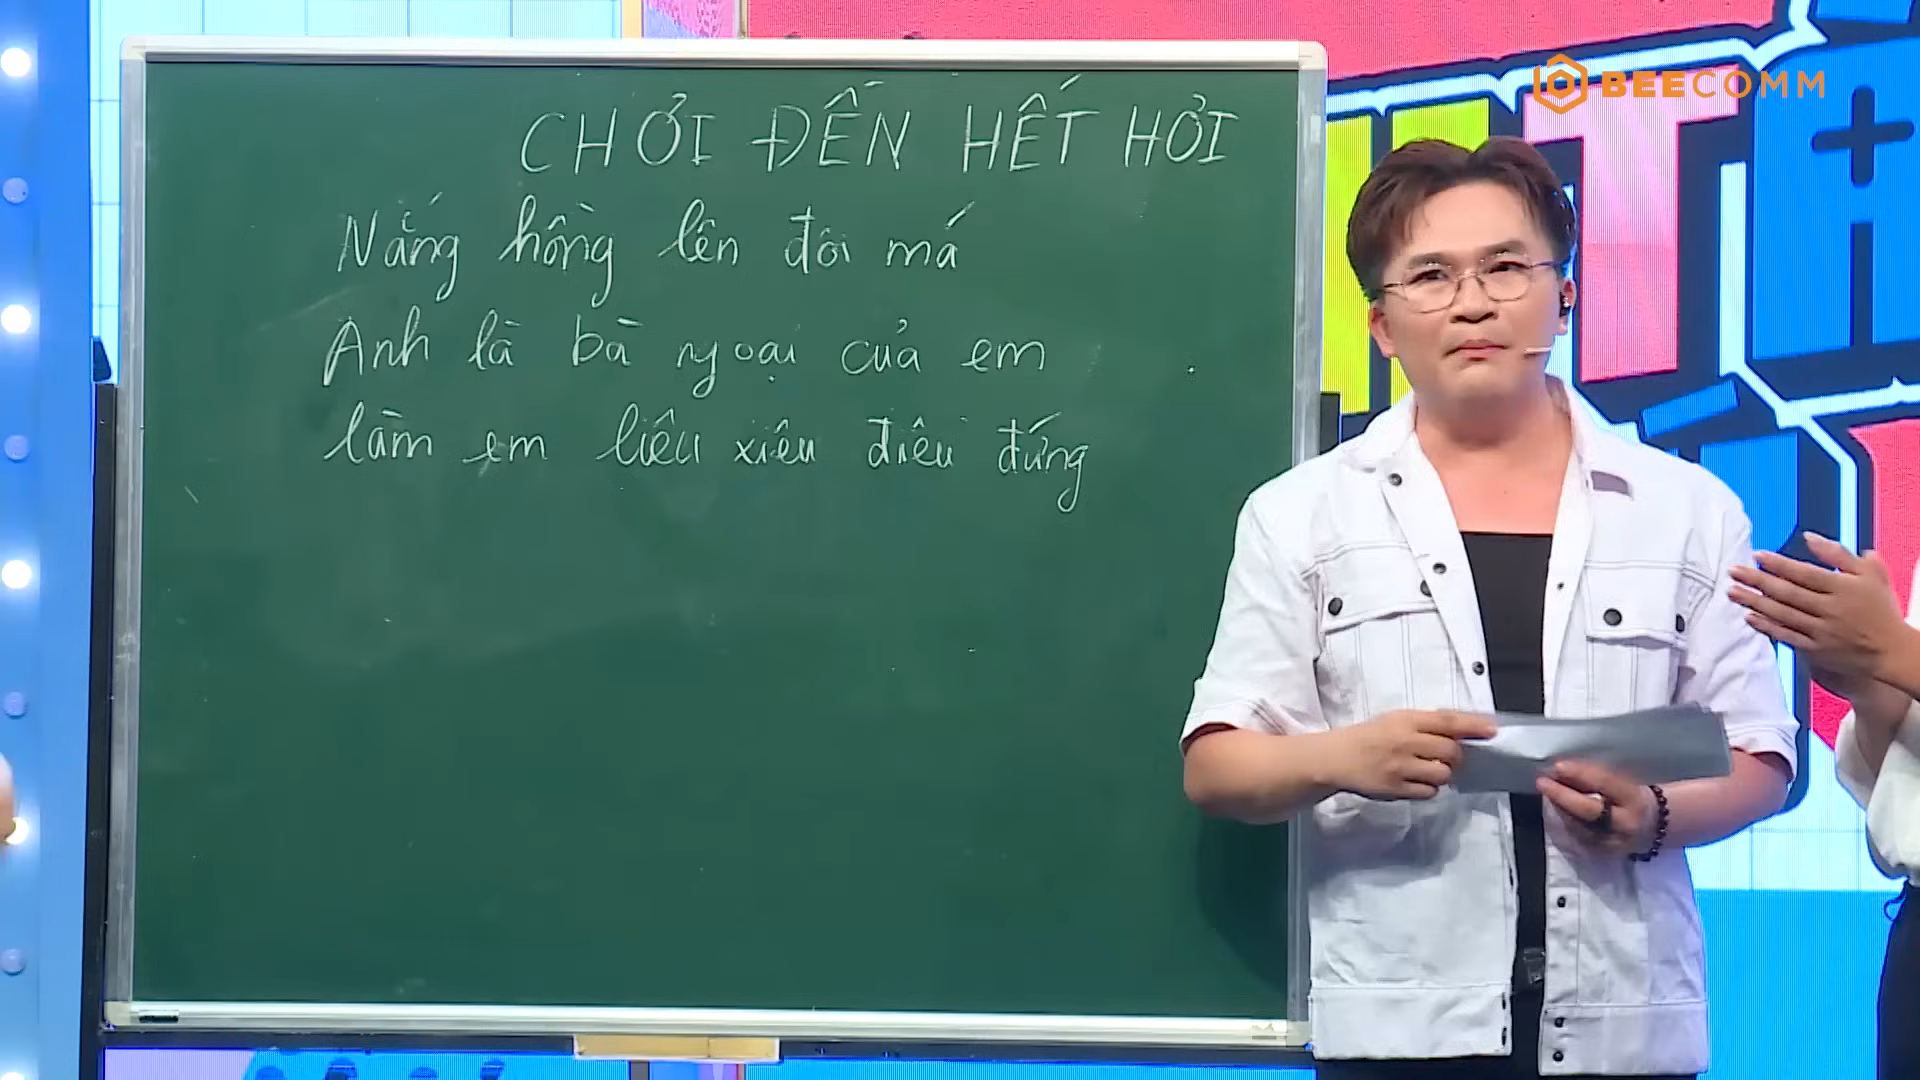 BEECOMM
CHƠI ĐẾN HẾT HƠI
Nắng hồng lên đôi má
Anh là bà ngoại của em
làm em liêu xiêu điêu đứng